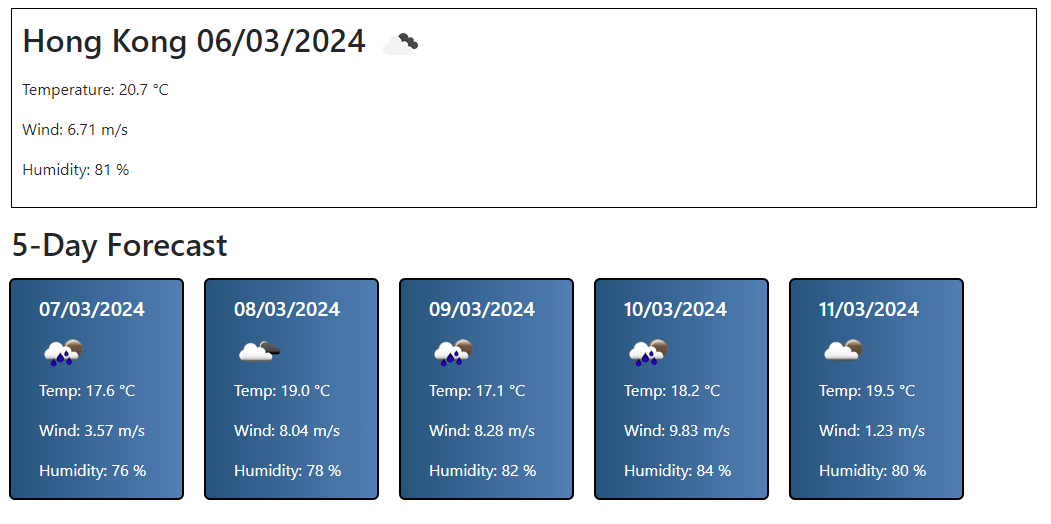 Hong Kong 06/03/2024
Temperature: 20.7 °C
Wind: 6.71 m/s
Humidity: 81 %
5-Day Forecast
07/03/2024
Temp: 17.6 °C
Wind: 3.57 m/s
Humidity: 76 %
08/03/2024
Temp: 19.0 °C
Wind: 8.04 m/s
Humidity: 78 %
09/03/2024
Temp: 17.1 °C
Wind: 8.28 m/s
Humidity: 82 %
10/03/2024
Temp: 18.2 °C
Wind: 9.83 m/s
Humidity: 84 %
11/03/2024
Temp: 19.5 °C
Wind: 1.23 m/s
Humidity: 80 %